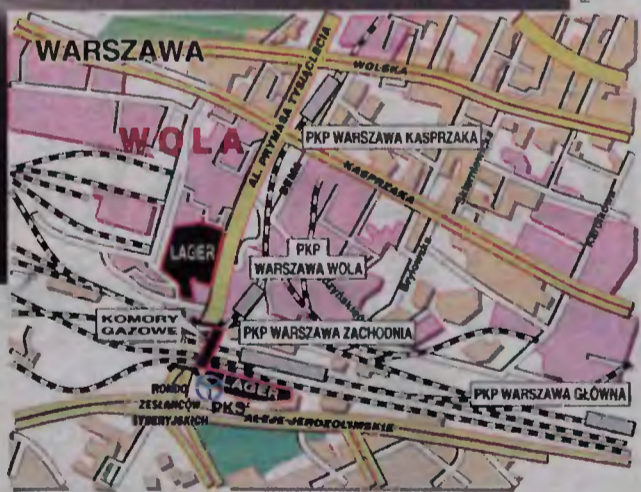 WARSZAWA
WOLSKA
WOLA
AL. PRYMASA TYSIĄCLECIA
PKP WARSZAWA KASPRZAKA
KASPRZAKA
LAGER
PKP
WARSZAWA WOLA
KOMORY
GAZOWE
PKP WARSZAWA ZACHODNIA
LAGER
PKS
RONDO
ZESŁAŃCÓW
SYBERYJSKICH
PKP WARSZAWA GŁÓWNA
ALEJE JEROZOLIMSKIE